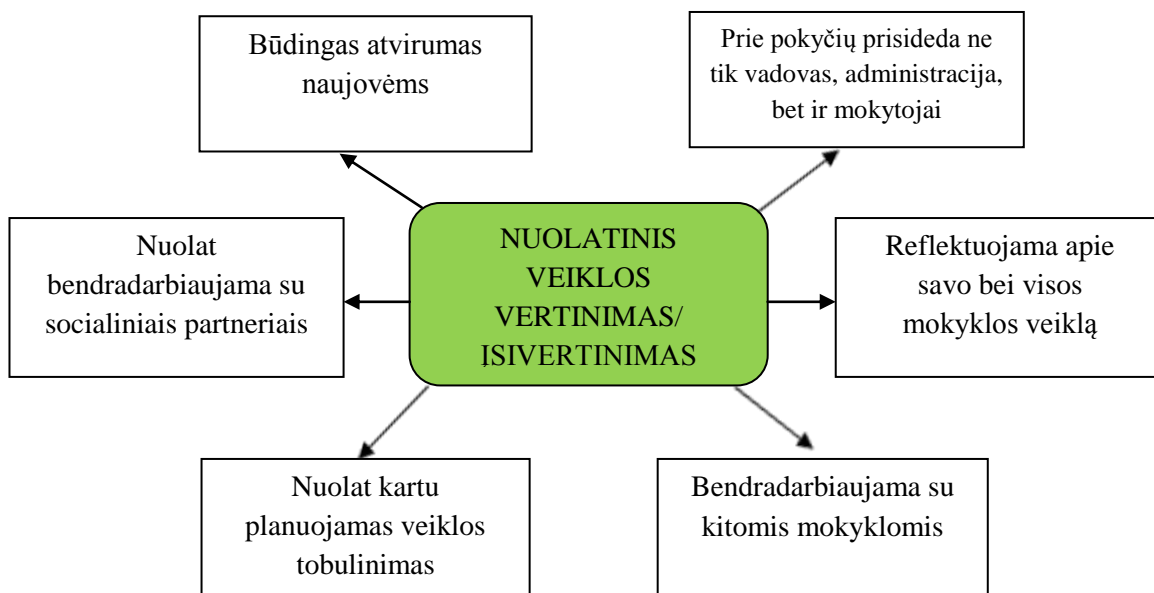 Būdingas atvirumas
naujovėms
Prie pokyčių prisideda ne
tik vadovas, administracija,
bet ir mokytojai
Nuolat
bendradarbiaujama su
socialiniais partneriais
NUOLATINIS
VEIKLOS
VERTINIMAS/
ĮSIVERTINIMAS
Reflektuojama apie
savo bei visos
mokyklos veiklą
Nuolat kartu
planuojamas veiklos
tobulinimas
Bendradarbiaujama su
kitomis mokyklomis